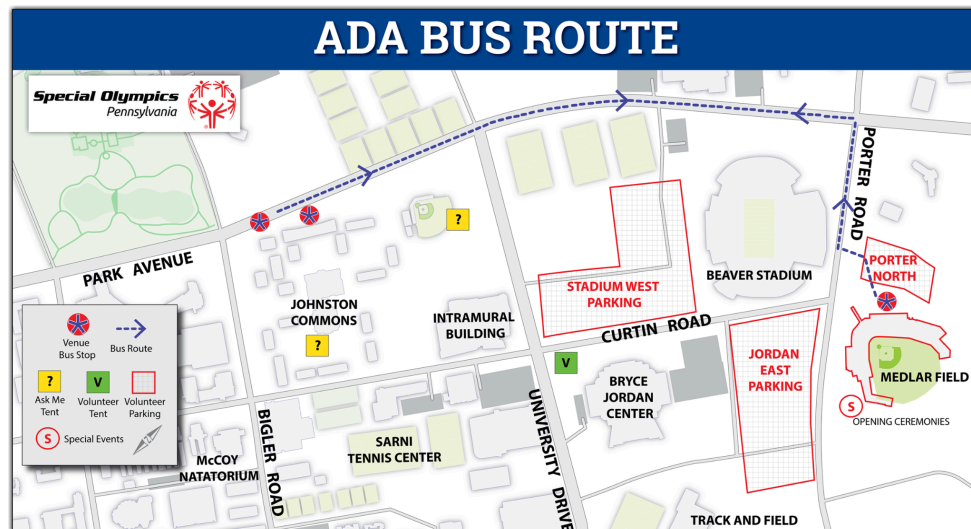 ADA BUS ROUTE
Special Olympics
Pennsylvania
PORTER ROAD
PARK AVENUE
BEAVER STADIUM
PORTER
NORTH
STADIUM WEST
PARKING
JOHNSTON
COMMONS
INTRAMURAL
BUILDING
CURTIN ROAD
?
?
V
JORDAN
EAST
PARKING
MEDLAR FIELD
BRYCE
JORDAN
CENTER
S
OPENING CEREMONIES
Venue
Bus Stop
Bus Route
?
V
Ask Me
Tent
Volunteer
Tent
Volunteer
Parking
S
Special Events
N
McCOY
NATATORIUM
BIGLER ROAD
SARNI
TENNIS CENTER
UNIVERSITY DRIVE
TRACK AND FIELD